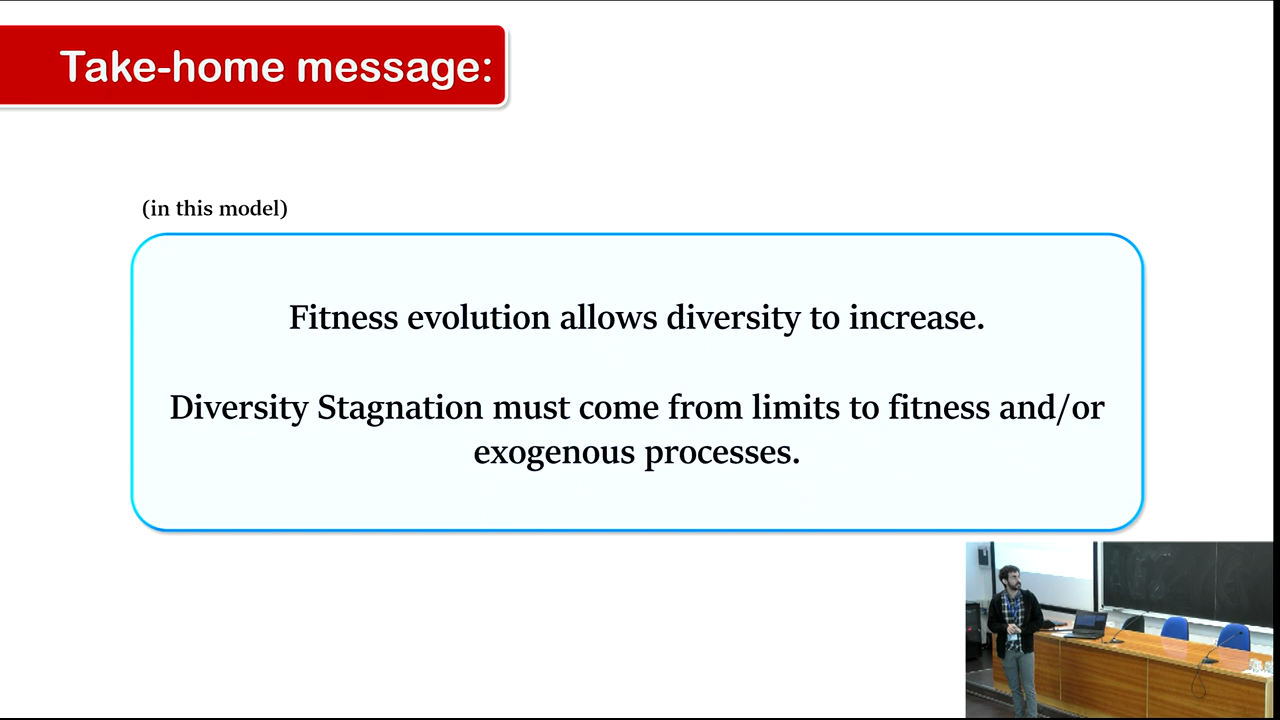 Take-home message:
(in this model)
Fitness evolution allows diversity to increase.
Diversity Stagnation must come from limits to fitness and/or
exogenous processes.